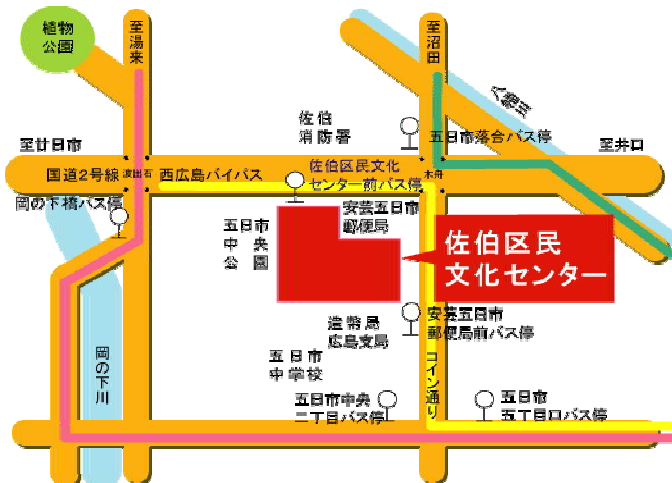 植物
公園
至湯来
至沼田
八幡川
佐伯
消防署
五日市落合バス停
至廿日市
至井口
国道2号線
波出石
西広島バイパス
佐伯区民文化
センター前バス停
木舟
岡の下橋バス停
五日市
中央
公園
安芸五日市
郵便局
佐伯区民
文化センター
造幣局
広島支局
安芸五日市
郵便局前バス停
岡の下川
五日市
中学校
コイン通り
五日市中央
二丁目バス停
五日市
五丁目口バス停